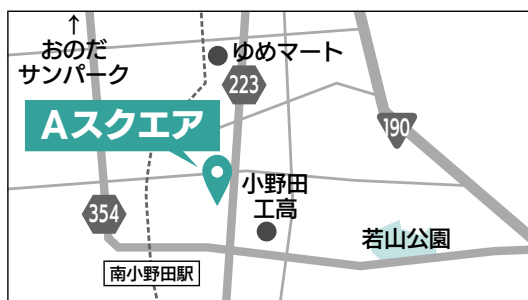 ↑
おのだ
サンパーク
ゆめマート
223
Aスクエア
190
小野田
工高
354
若山公園
南小野田駅